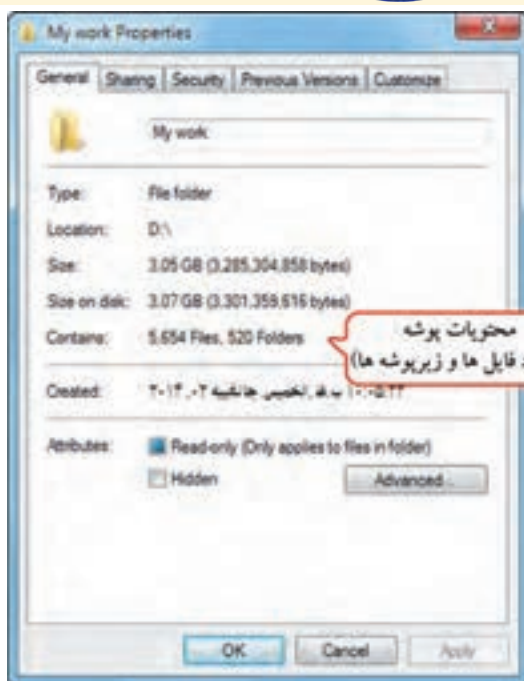 My work Properties
General Sharing Security Previous Versions Customize
My work
Type: File folder
Location: D:\
Size: 3.05 GB (3,285,304,858 bytes)
Size on disk: 3.07 GB (3,301,359,616 bytes)
Contains: 5,654 Files, 520 Folders
محتویات پوشه
فایل ها و زیرپوشه ها)
Created:
Attributes: Read-only (Only applies to files in folder)
Hidden Advanced...
OK Cancel Apply